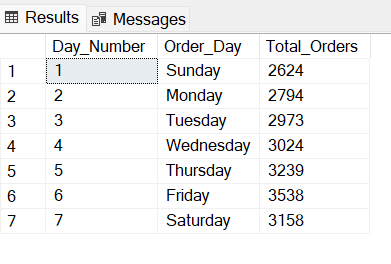 Results Messages
Day_Number Order_Day Total_Orders
1 1 Sunday 2624
2 2 Monday 2794
3 3 Tuesday 2973
4 4 Wednesday 3024
5 5 Thursday 3239
6 6 Friday 3538
7 7 Saturday 3158